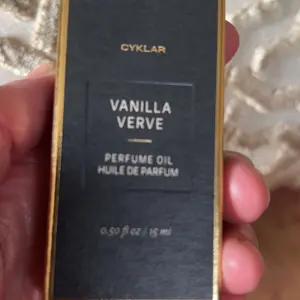 CYKLAR
VANILLA
VERVE
PERFUME OIL
HUILE DE PARFUM
0.50 fl oz / 15 ml